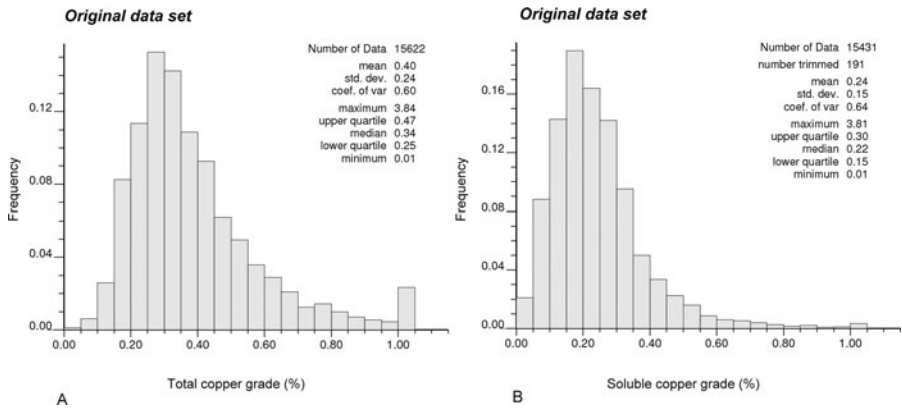 Original data set
Number of Data 15622
mean 0.40
std. dev. 0.24
coef. of var 0.60
maximum 3.84
upper quartile 0.47
median 0.34
lower quartile 0.25
minimum 0.01
Frequency
0.12
0.08
0.04
0.00
0.00 0.20 0.40 0.60 0.80 1.00
Total copper grade (%)
A
Original data set
Number of Data 15431
number trimmed 191
mean 0.24
std. dev. 0.15
coef. of var 0.64
maximum 3.81
upper quartile 0.30
median 0.22
lower quartile 0.15
minimum 0.01
Frequency
0.16
0.12
0.08
0.04
0.00
0.00 0.20 0.40 0.60 0.80 1.00
Soluble copper grade (%)
B